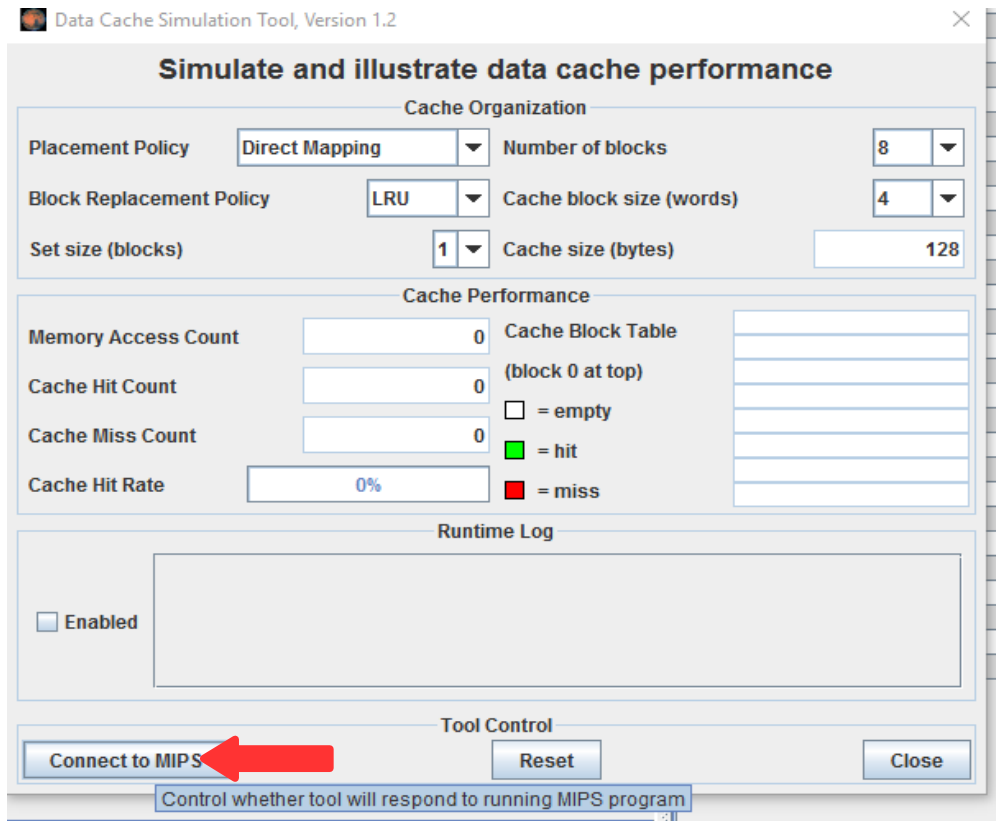 Data Cache Simulation Tool, Version 1.2
Simulate and illustrate data cache performance
Cache Organization
Placement Policy Direct Mapping Number of blocks 8
Block Replacement Policy LRU Cache block size (words) 4
Set size (blocks) 1 Cache size (bytes) 128
Cache Performance
Memory Access Count 0 Cache Block Table
(block 0 at top)
Cache Hit Count 0
= empty
Cache Miss Count 0
= hit
Cache Hit Rate 0%
= miss
Runtime Log
Enabled
Tool Control
Connect to MIPS Reset Close
Control whether tool will respond to running MIPS program